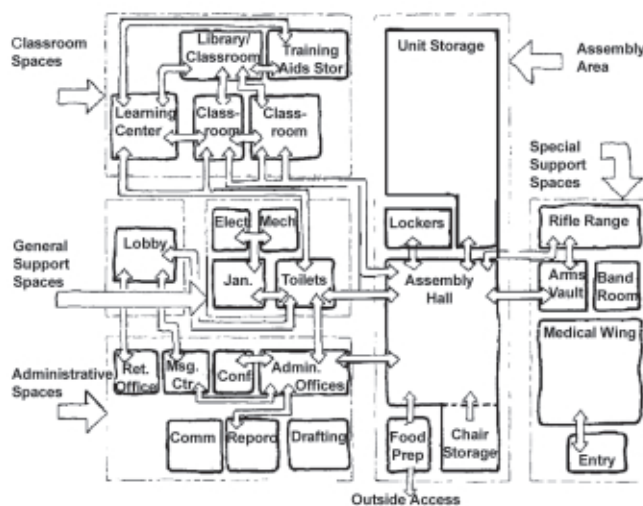 Classroom
Spaces
Library/
Classroom
Training
Aids Stor
Learning
Center
Class-
room
Class-
room
Unit Storage
Assembly
Area
Special
Support
Spaces
General
Support
Spaces
Lobby
Elect
Mech
Jan.
Toilets
Lockers
Assembly
Hall
Rifle Range
Arms
Vault
Band
Room
Medical Wing
Entry
Administrative
Spaces
Ret.
Office
Msg.
Ctr
Conf
Admin.
Offices
Comm
Reporo
Drafting
Food
Prep
Chair
Storage
Outside Access